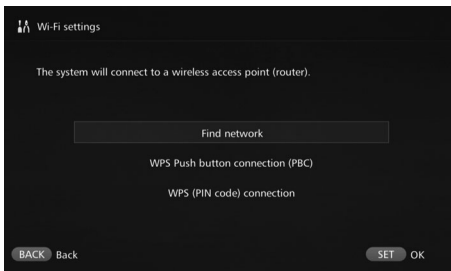 Wi-Fi settings
The system will connect to a wireless access point (router).
Find network
WPS Push button connection (PBC)
WPS (PIN code) connection
BACK Back
SET OK